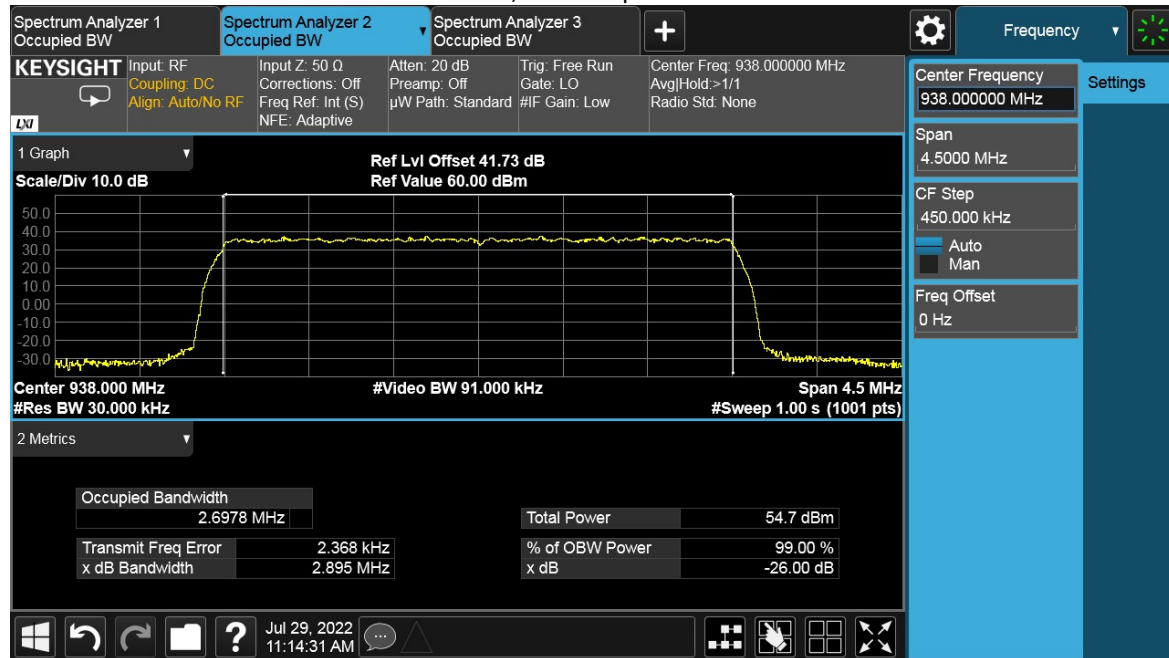 Spectrum Analyzer 1
Occupied BW
Spectrum Analyzer 2
Occupied BW
Spectrum Analyzer 3
Occupied BW
+
Frequency
KEYSIGHT
LXI
Input: RF
Coupling: DC
Align: Auto/No RF
Input Z: 50 Ω
Corrections: Off
Freq Ref: Int (S)
NFE: Adaptive
Atten: 20 dB
Preamp: Off
µW Path: Standard
Trig: Free Run
Gate: LO
#IF Gain: Low
Center Freq: 938.000000 MHz
Avg|Hold:>1/1
Radio Std: None
Center Frequency
938.000000 MHz
Settings
Span
4.5000 MHz
CF Step
450.000 kHz
Auto
Man
Freq Offset
0 Hz
1 Graph
Scale/Div 10.0 dB
Ref Lvl Offset 41.73 dB
Ref Value 60.00 dBm
50.0
40.0
30.0
20.0
10.0
0.00
-10.0
-20.0
-30.0
Center 938.000 MHz
#Video BW 91.000 kHz
Span 4.5 MHz
#Res BW 30.000 kHz
#Sweep 1.00 s (1001 pts)
2 Metrics
Occupied Bandwidth
2.6978 MHz
Total Power 54.7 dBm
Transmit Freq Error 2.368 kHz
% of OBW Power 99.00 %
x dB Bandwidth 2.895 MHz
x dB -26.00 dB
?
Jul 29, 2022
11:14:31 AM